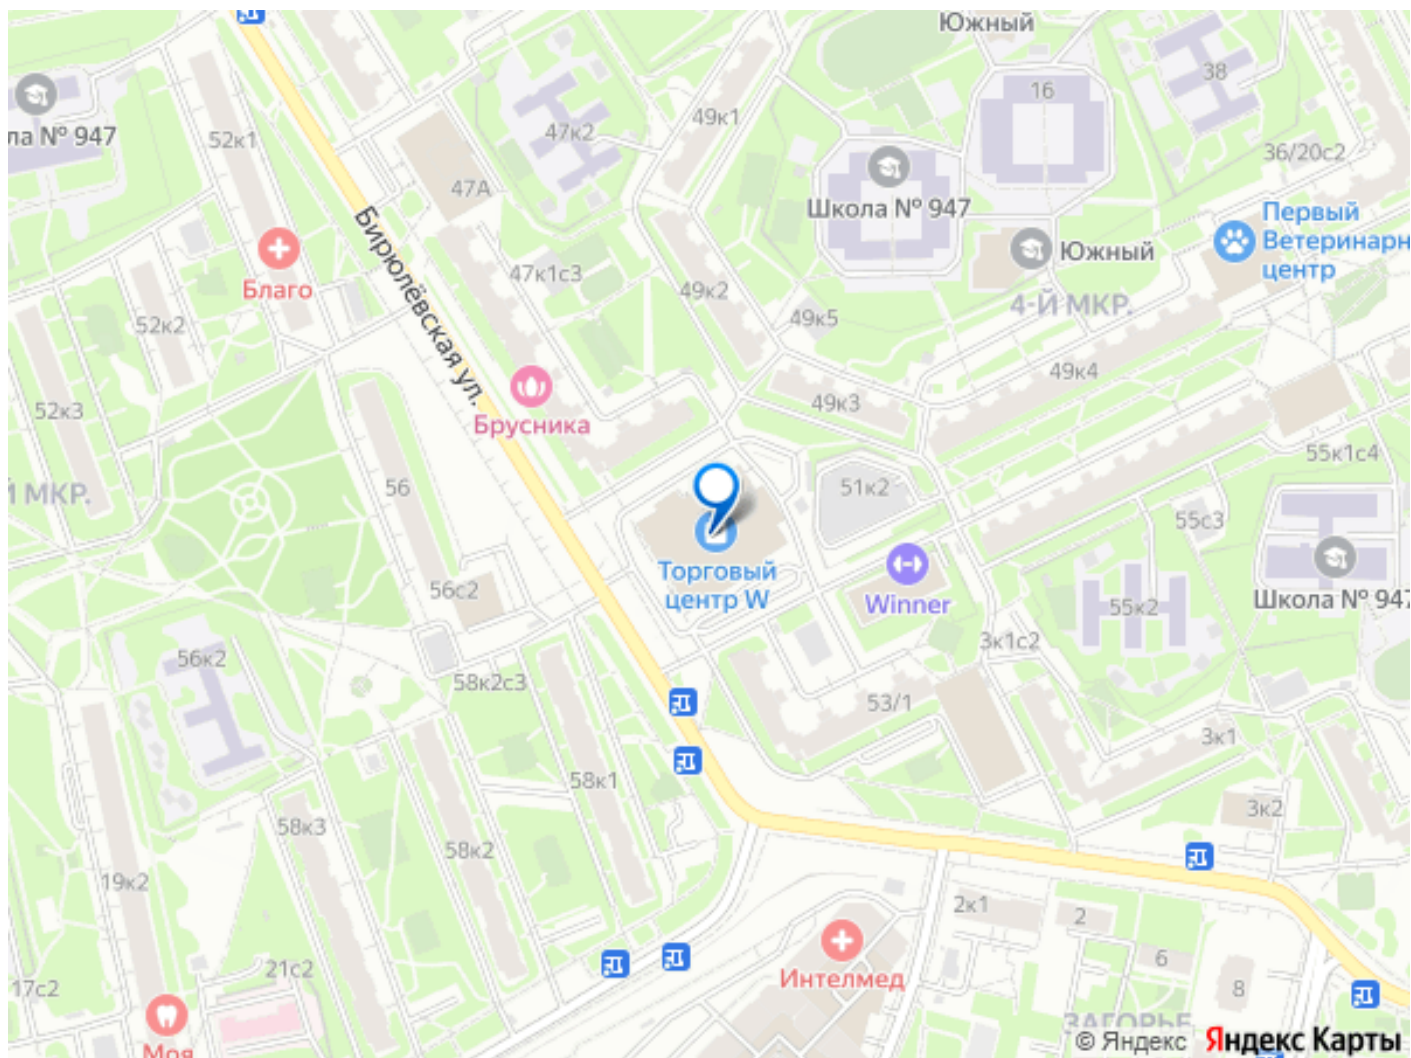 Южный
38
16
ла № 947
52к1
47к2
49к1
36/20с2
47А
Школа № 947
Первый
Ветеринарн
центр
Бирюлёвская ул.
Южный
Благо
47к1с3
49к2
4-Й МКР.
52к2
49к5
49к4
52к3
Брусника
49к3
55к1с4
Й МКР.
56
51к2
55с3
Торговый
центр W
56с2
Winner
55к2
Школа № 947
56к2
3к1с2
58к2с3
53/1
3к1
58к1
58к3
3к2
58к2
19к2
2к1
2
6
Интелмед
21с2
17с2
8
ЗАГОРЬЕ
Моя
© Яндекс
Яндекс Карты